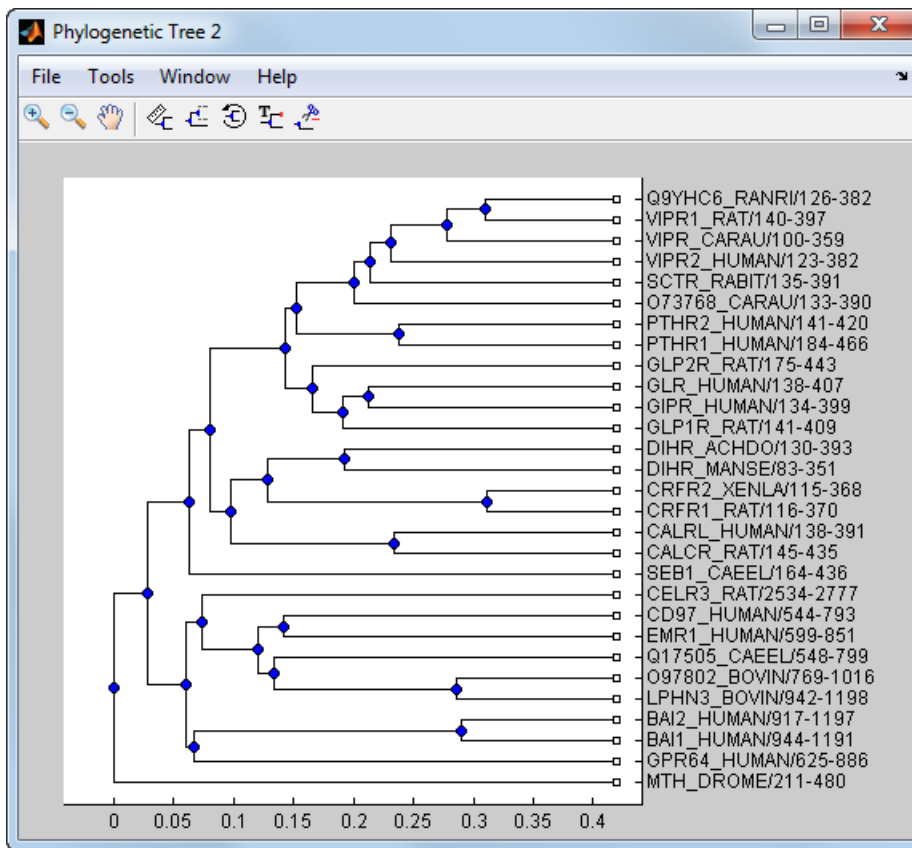 Phylogenetic Tree 2
File Tools Window Help
Q9YHC6_RANRI/126-382
VIPR1_RAT/140-397
VIPR_CARAU/100-359
VIPR2_HUMAN/123-382
SCTR_RABIT/135-391
O73768_CARAU/133-390
PTHR2_HUMAN/141-420
PTHR1_HUMAN/184-466
GLP2R_RAT/175-443
GLR_HUMAN/138-407
GIPR_HUMAN/134-399
GLP1R_RAT/141-409
DIHR_ACHDO/130-393
DIHR_MANSE/83-351
CRFR2_XENLA/115-368
CRFR1_RAT/116-370
CALRL_HUMAN/138-391
CALCR_RAT/145-435
SEB1_CAEEL/164-436
CELR3_RAT/2534-2777
CD97_HUMAN/544-793
EMR1_HUMAN/599-851
Q17505_CAEEL/548-799
O97802_BOVIN/769-1016
LPHN3_BOVIN/942-1198
BAI2_HUMAN/917-1197
BAI1_HUMAN/944-1191
GPR64_HUMAN/625-886
MTH_DROME/211-480
0 0.05 0.1 0.15 0.2 0.25 0.3 0.35 0.4